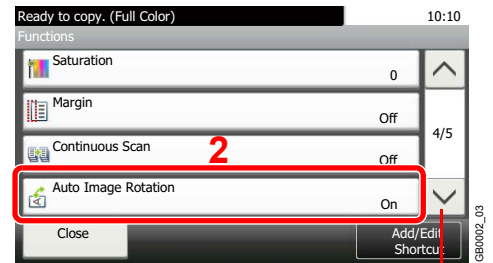 Ready to copy. (Full Color)
10:10
Functions
Saturation
0
Margin
Off
4/5
Continuous Scan
2
Off
Auto Image Rotation
On
Close
Add/Edit
Shortcut
GB0002_03